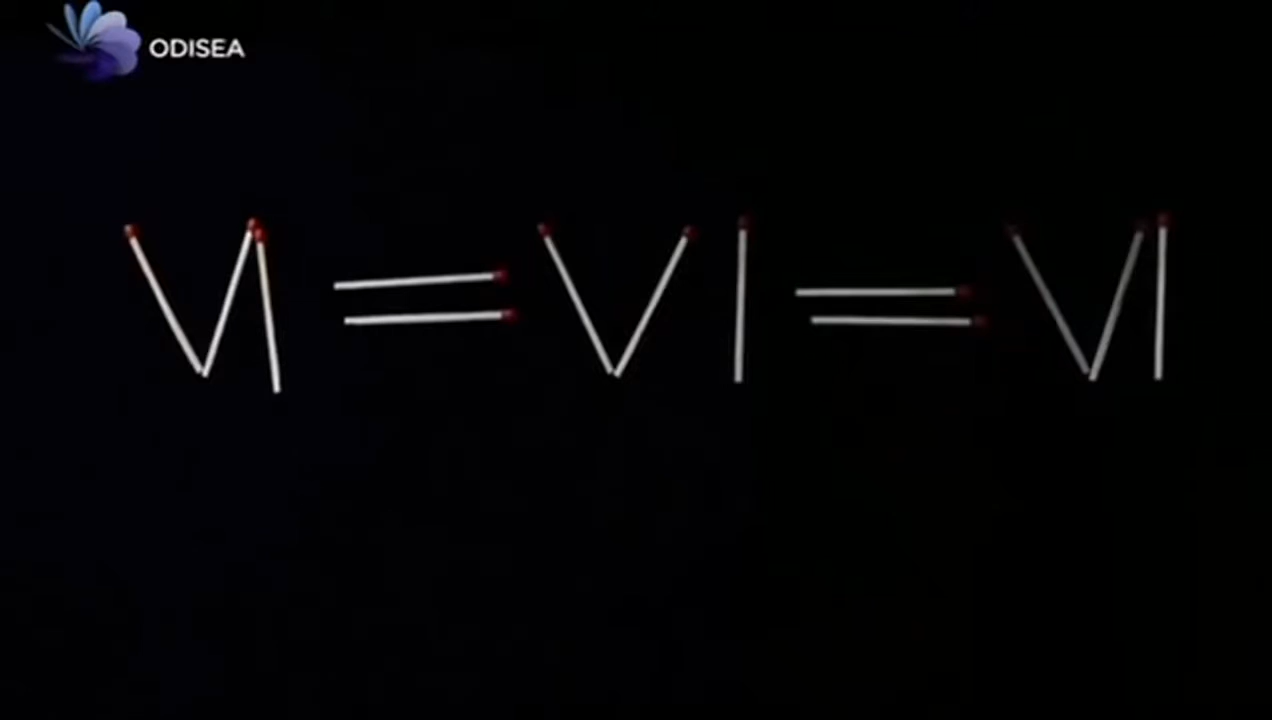 ODISEA
VI = VI = VI